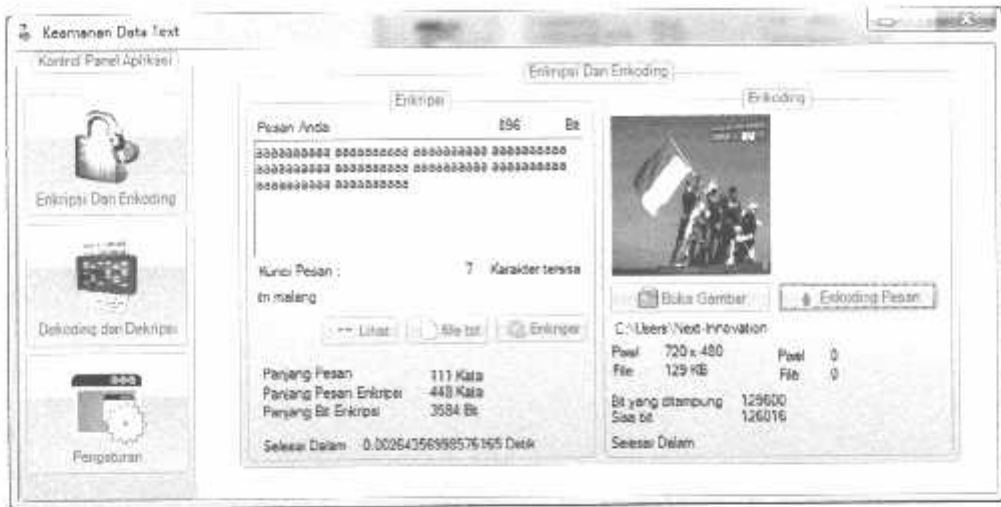 Keamanan Data Text
Kontrol Panel Aplikasi
Enkripsi Dan Enkoding
Dekoding dan Dekripsi
Pengaturan
Enkripsi Dan Enkoding
Enkripsi
Pesan Anda 896 Bit
aaaaaaaaaa aaaaaaaaaa aaaaaaaaaa aaaaaaaaaa
aaaaaaaaaa aaaaaaaaaa aaaaaaaaaa aaaaaaaaaa
aaaaaaaaaa aaaaaaaaaa
Kunci Pesan : 7 Karakter tersisa
itn malang
Lihat file txt Enkripsi
Panjang Pesan 111 Kata
Panjang Pesan Enkripsi 448 Kata
Panjang Bit Enkripsi 3584 Bit
Selesai Dalam 0.00264356998576165 Detik
Enkoding
Buka Gambar Enkoding Pesan
C:\Users\Next-Innovation
Pixel 720 x 480 Pixel 0
File 129 KB File 0
Bit yang ditampung 129600
Sisa bit 126016
Selesai Dalam